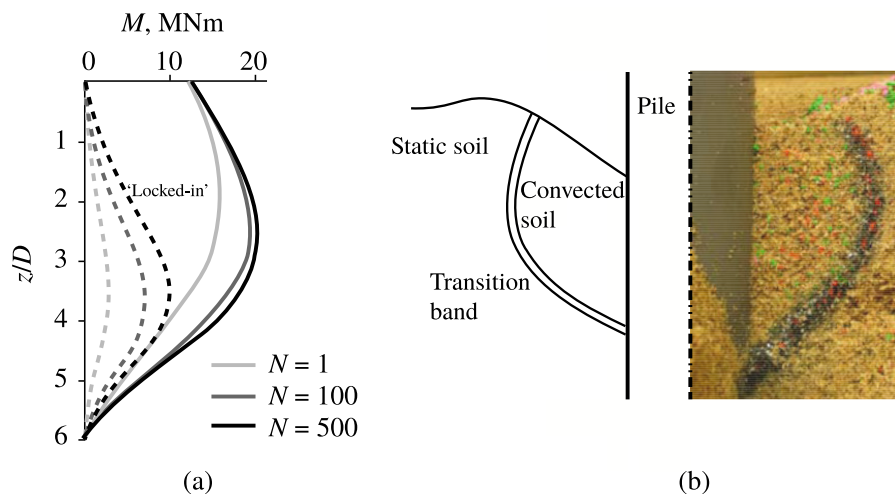 M, MNm
0 10 20
1
2
3
4
5
6
z/D
'Locked-in'
N = 1
N = 100
N = 500
(a)
Static soil
Convected
soil
Transition
band
Pile
(b)